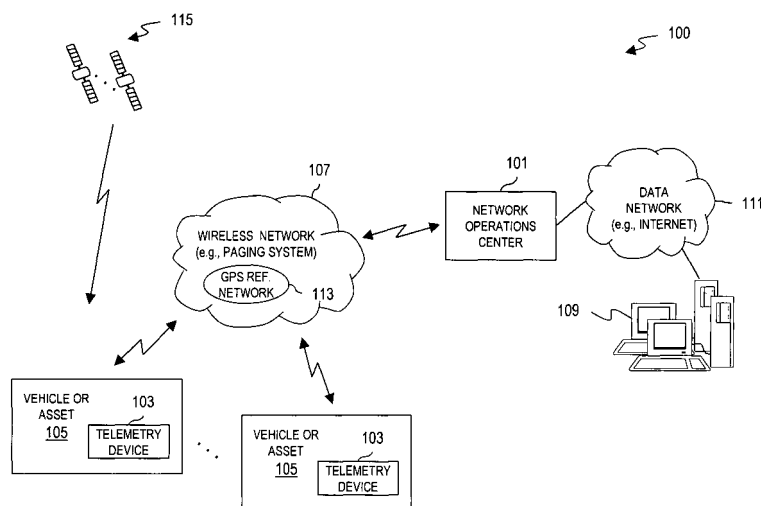 115
100
107
101
WIRELESS NETWORK
(e.g., PAGING SYSTEM)
GPS REF.
NETWORK
113
NETWORK
OPERATIONS
CENTER
DATA
NETWORK
(e.g., INTERNET)
111
109
VEHICLE OR
ASSET
105
103
TELEMETRY
DEVICE
VEHICLE OR
ASSET
105
103
TELEMETRY
DEVICE